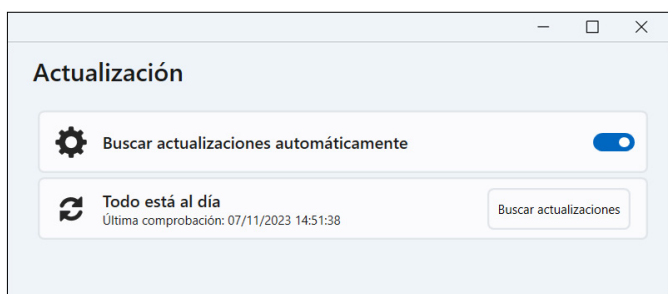 Actualización
Buscar actualizaciones automáticamente
Todo está al día
Última comprobación: 07/11/2023 14:51:38
Buscar actualizaciones